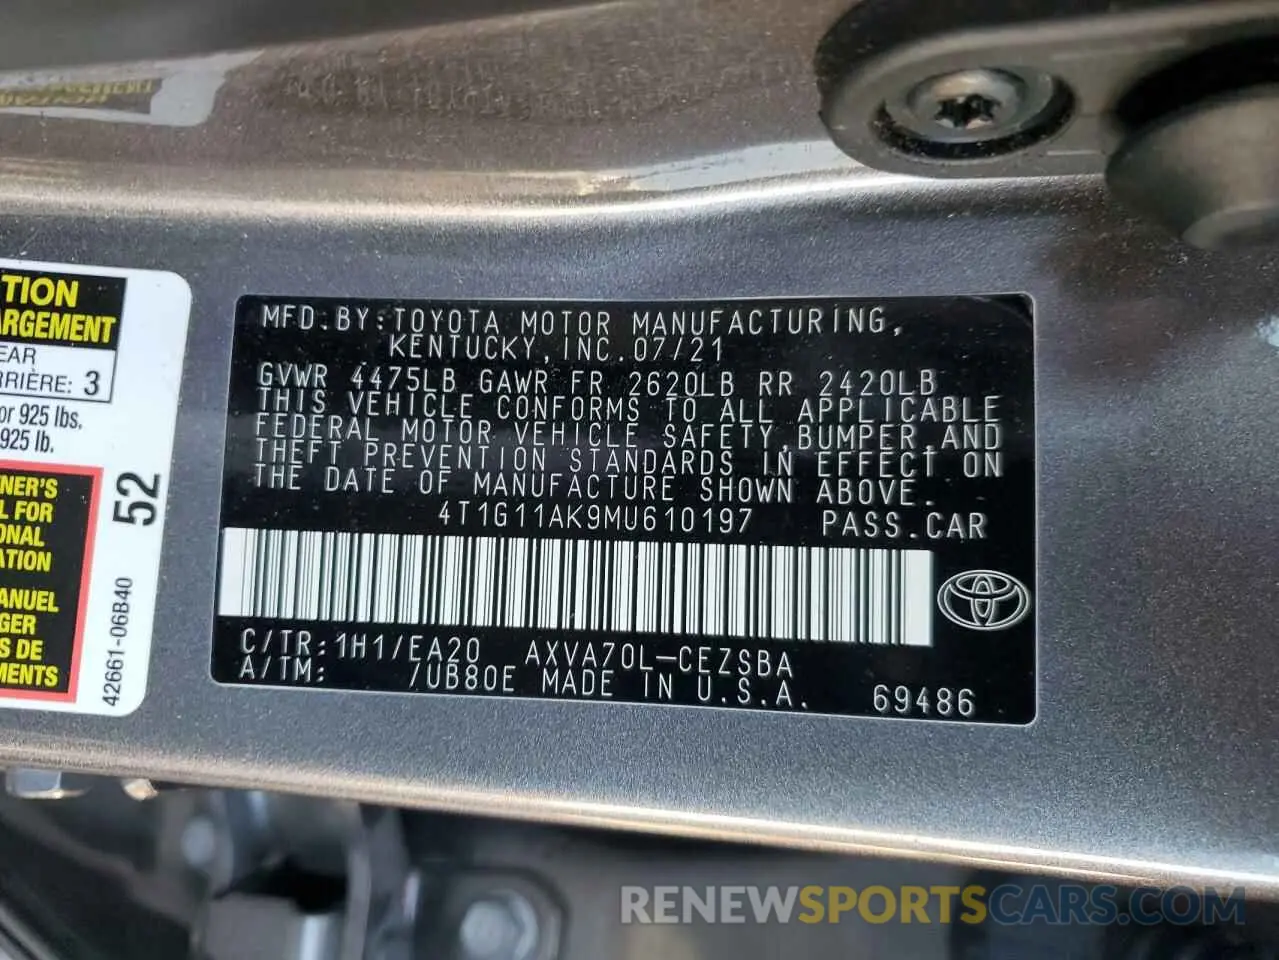 TION
ARGEMENT
EAR
RRIÈRE: 3
or 925 lbs.
925 lb.
NER'S
L FOR
ONAL
ATION
ANUEL
GER
S DE
MENTS
52
42661-06B40
MFD.BY:TOYOTA MOTOR MANUFACTURING,
KENTUCKY,INC.07/21
GVWR 4475LB GAWR FR 2620LB RR 2420LB
THIS VEHICLE CONFORMS TO ALL APPLICABLE
FEDERAL MOTOR VEHICLE SAFETY,BUMPER,AND
THEFT PREVENTION STANDARDS IN EFFECT ON
THE DATE OF MANUFACTURE SHOWN ABOVE.
4T1G11AK9MU610197 PASS.CAR
C/TR:1H1/EA20 AXVA70L-CEZSBA
A/TM: /UB80E MADE IN U.S.A.
69486
RENEWSPORTSCARS.COM